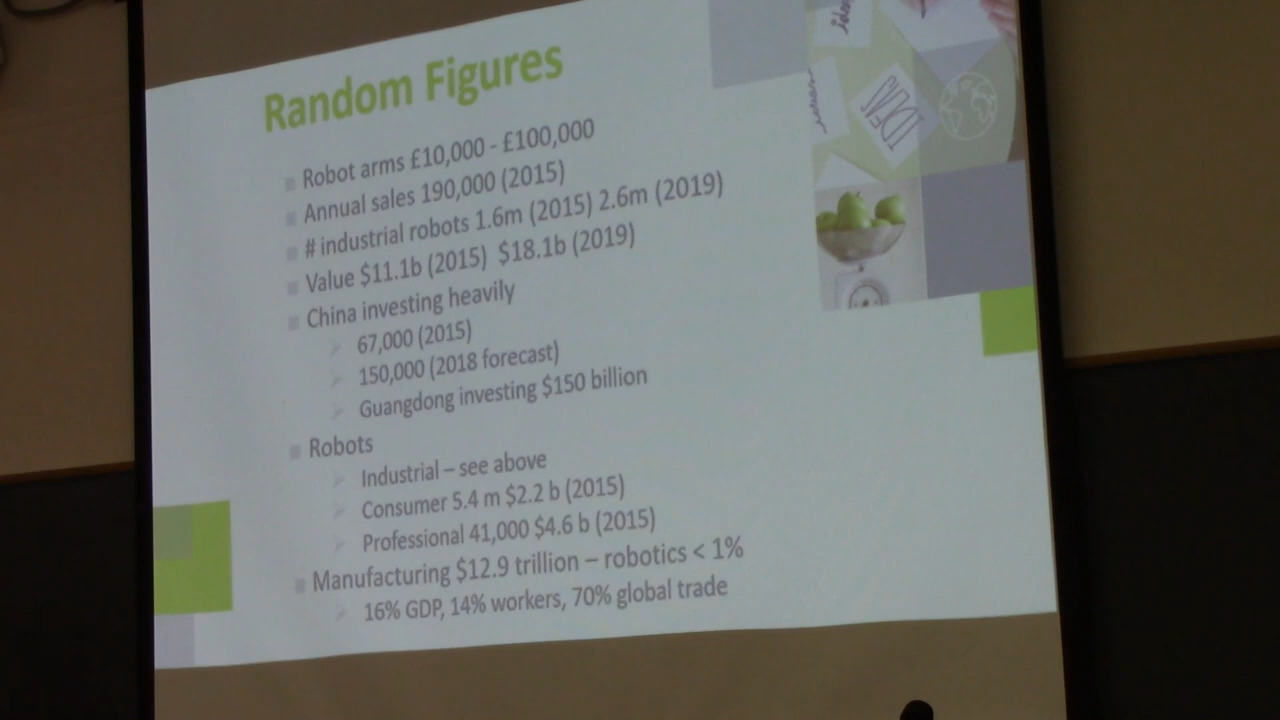 Random Figures
Robot arms £10,000 - £100,000
Annual sales 190,000 (2015)
# industrial robots 1.6m (2015) 2.6m (2019)
Value $11.1b (2015) $18.1b (2019)
China investing heavily
67,000 (2015)
150,000 (2018 forecast)
Guangdong investing $150 billion
Robots
Industrial – see above
Consumer 5.4 m $2.2 b (2015)
Professional 41,000 $4.6 b (2015)
Manufacturing $12.9 trillion – robotics < 1%
16% GDP, 14% workers, 70% global trade
ideas
IDEAS